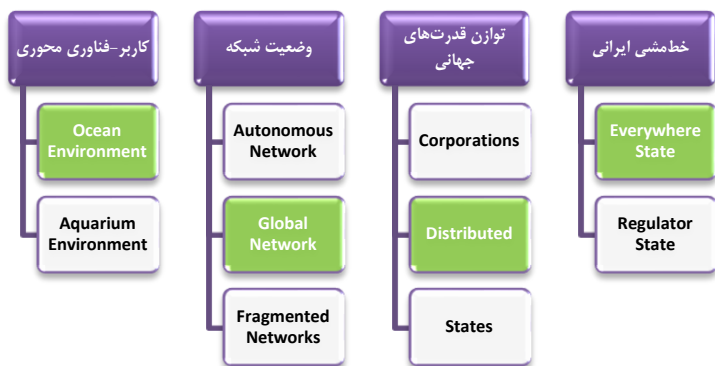 کاربر-فناوری محوری
Ocean
Environment
Aquarium
Environment
وضعیت شبکه
Autonomous
Network
Global
Network
Fragmented
Networks
توازن قدرت‌های
جهانی
Corporations
Distributed
States
خط‌مشی ایرانی
Everywhere
State
Regulator
State